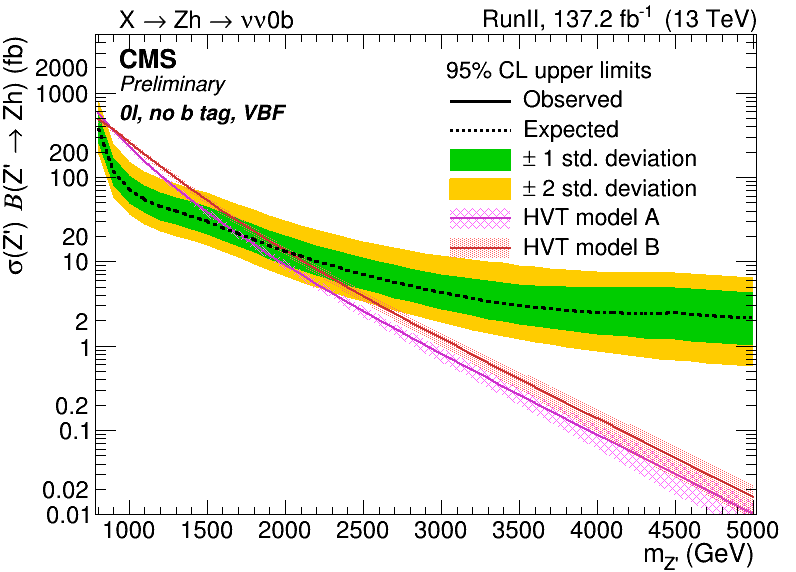 X → Zh → νν0b
RunII, 137.2 fb⁻¹ (13 TeV)
CMS
Preliminary
0l, no b tag, VBF
95% CL upper limits
Observed
Expected
± 1 std. deviation
± 2 std. deviation
HVT model A
HVT model B
σ(Z') B(Z' → Zh) (fb)
2000
1000
200
100
20
10
2
1
0.2
0.1
0.02
0.01
1000 1500 2000 2500 3000 3500 4000 4500 5000
m_Z' (GeV)